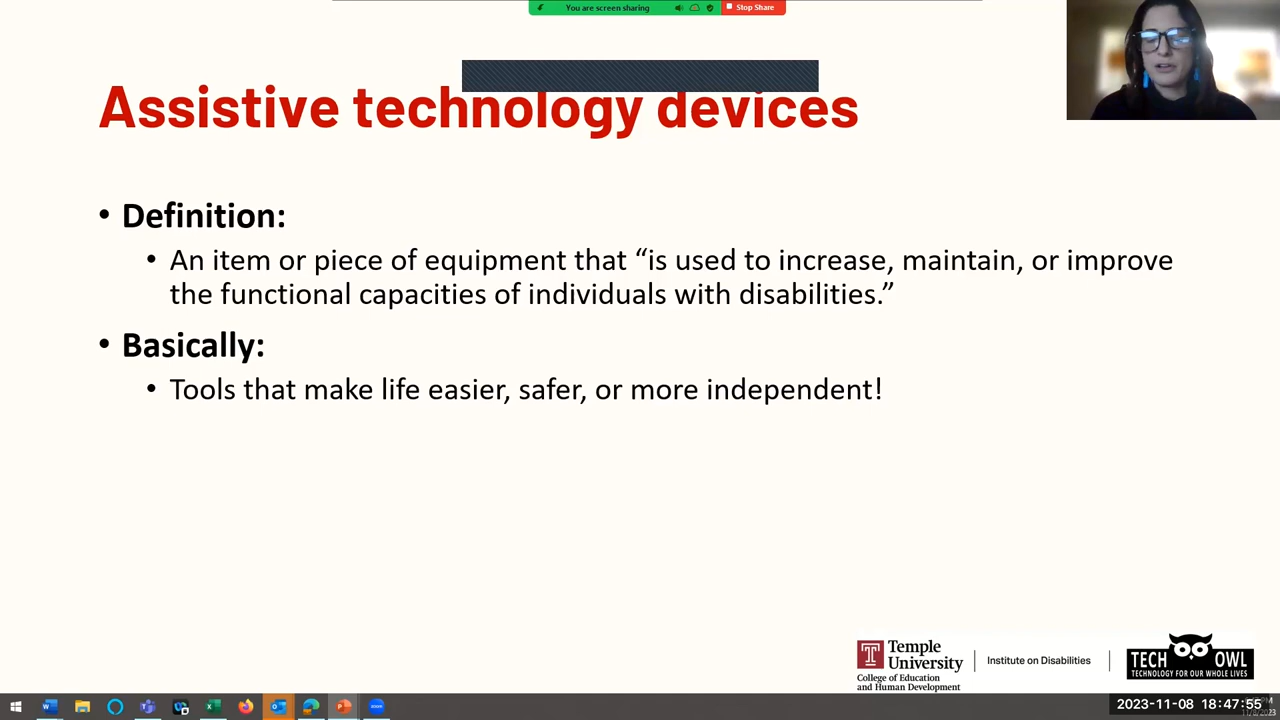 You are screen sharing
Stop Share
Assistive technology devices
• Definition:
• An item or piece of equipment that “is used to increase, maintain, or improve
the functional capacities of individuals with disabilities.”
• Basically:
• Tools that make life easier, safer, or more independent!
Temple
University
College of Education
and Human Development
Institute on Disabilities
TECH OWL
TECHNOLOGY FOR OUR WHOLE LIVES
2023-11-08 18:47:55